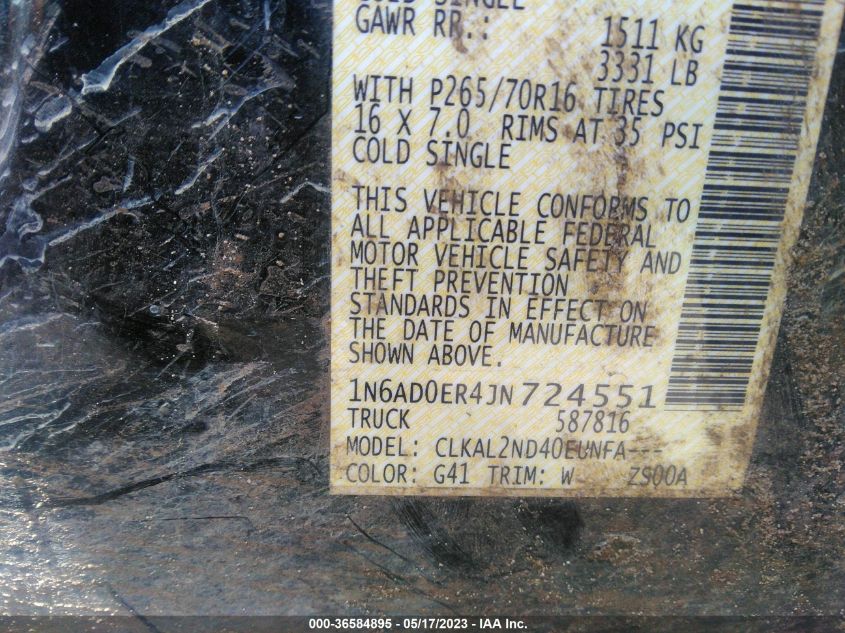 COLD SINGLE
GAWR RR.: 1511 KG
3331 LB
WITH P265/70R16 TIRES
16 X 7.0 RIMS AT 35 PSI
COLD SINGLE
THIS VEHICLE CONFORMS TO
ALL APPLICABLE FEDERAL
MOTOR VEHICLE SAFETY AND
THEFT PREVENTION
STANDARDS IN EFFECT ON
THE DATE OF MANUFACTURE
SHOWN ABOVE.
1N6AD0ER4JN724551
TRUCK 587816
MODEL: CLKAL2ND40EUNFA---
COLOR: G41 TRIM: W ZS00A
000-36584895 - 05/17/2023 - IAA Inc.